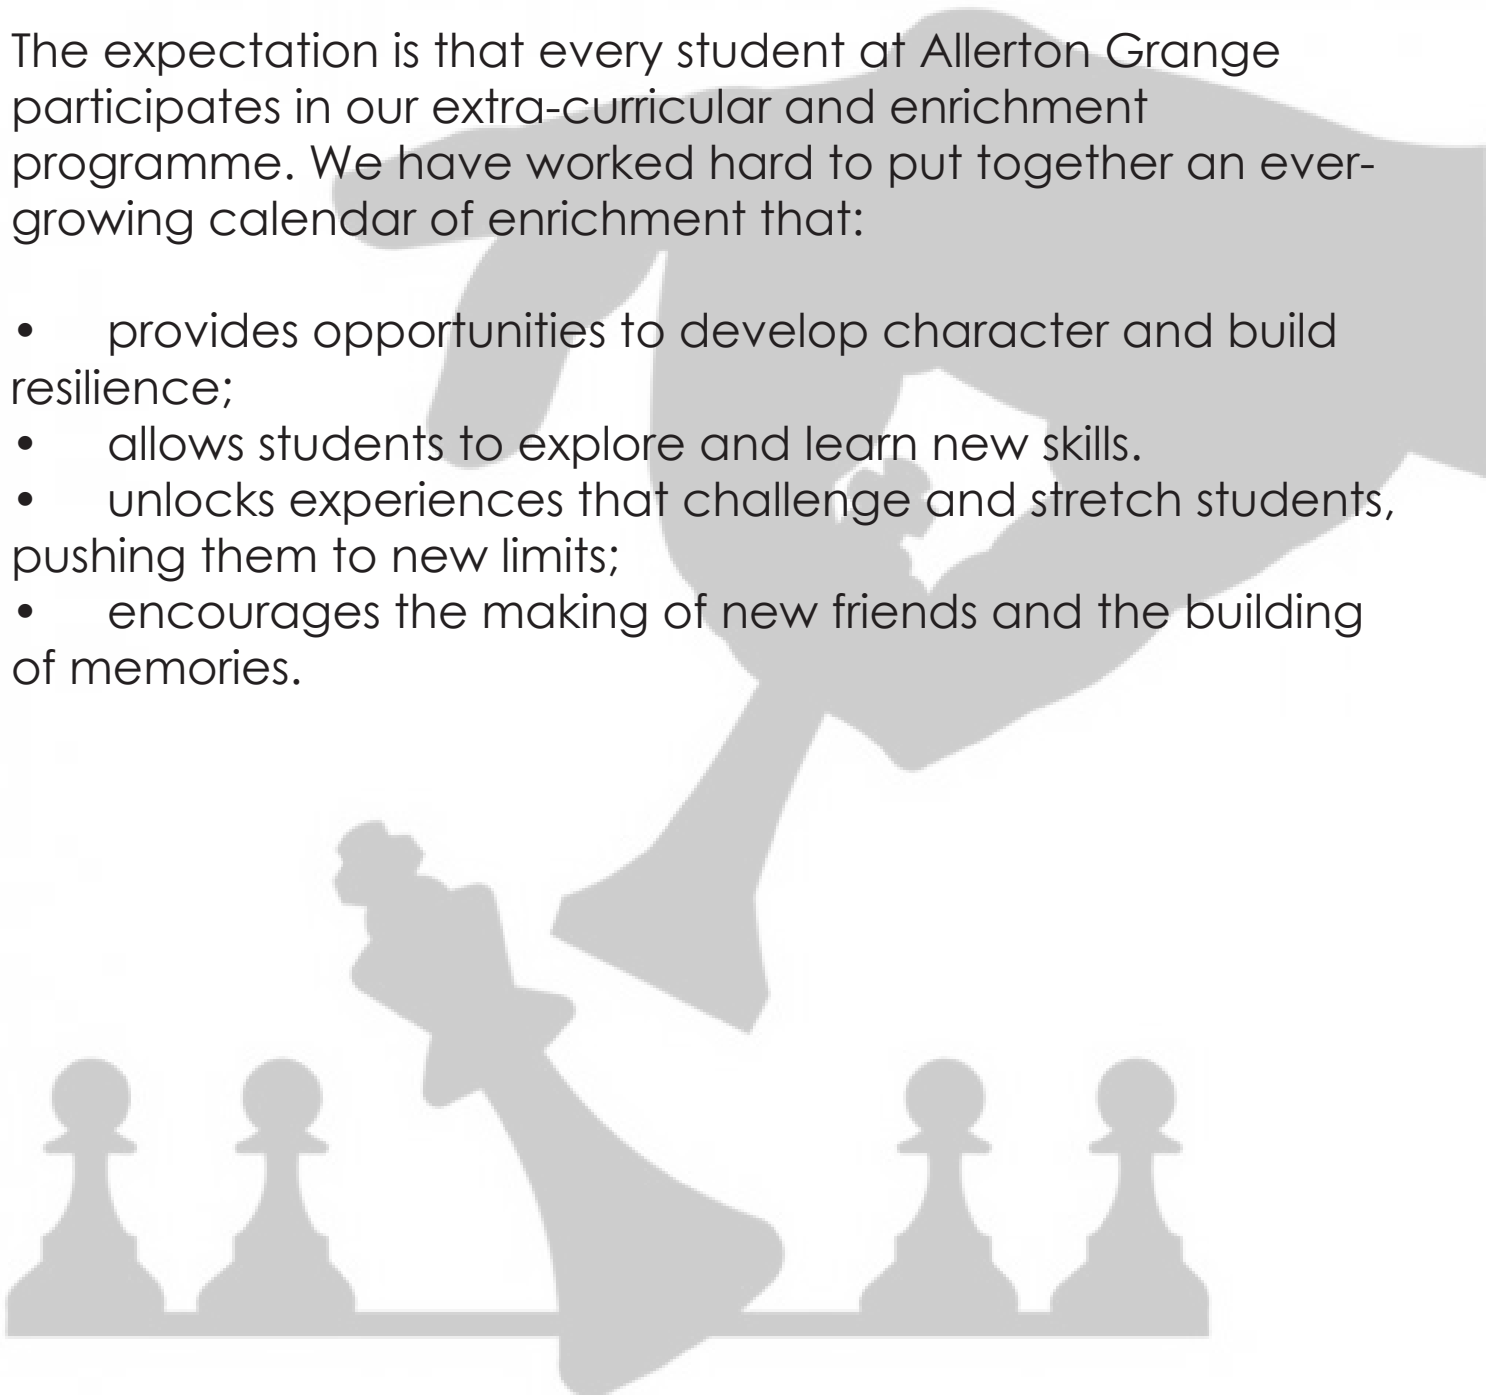 The expectation is that every student at Allerton Grange
participates in our extra-curricular and enrichment
programme. We have worked hard to put together an ever-
growing calendar of enrichment that:
• provides opportunities to develop character and build
resilience;
• allows students to explore and learn new skills.
• unlocks experiences that challenge and stretch students,
pushing them to new limits;
• encourages the making of new friends and the building
of memories.